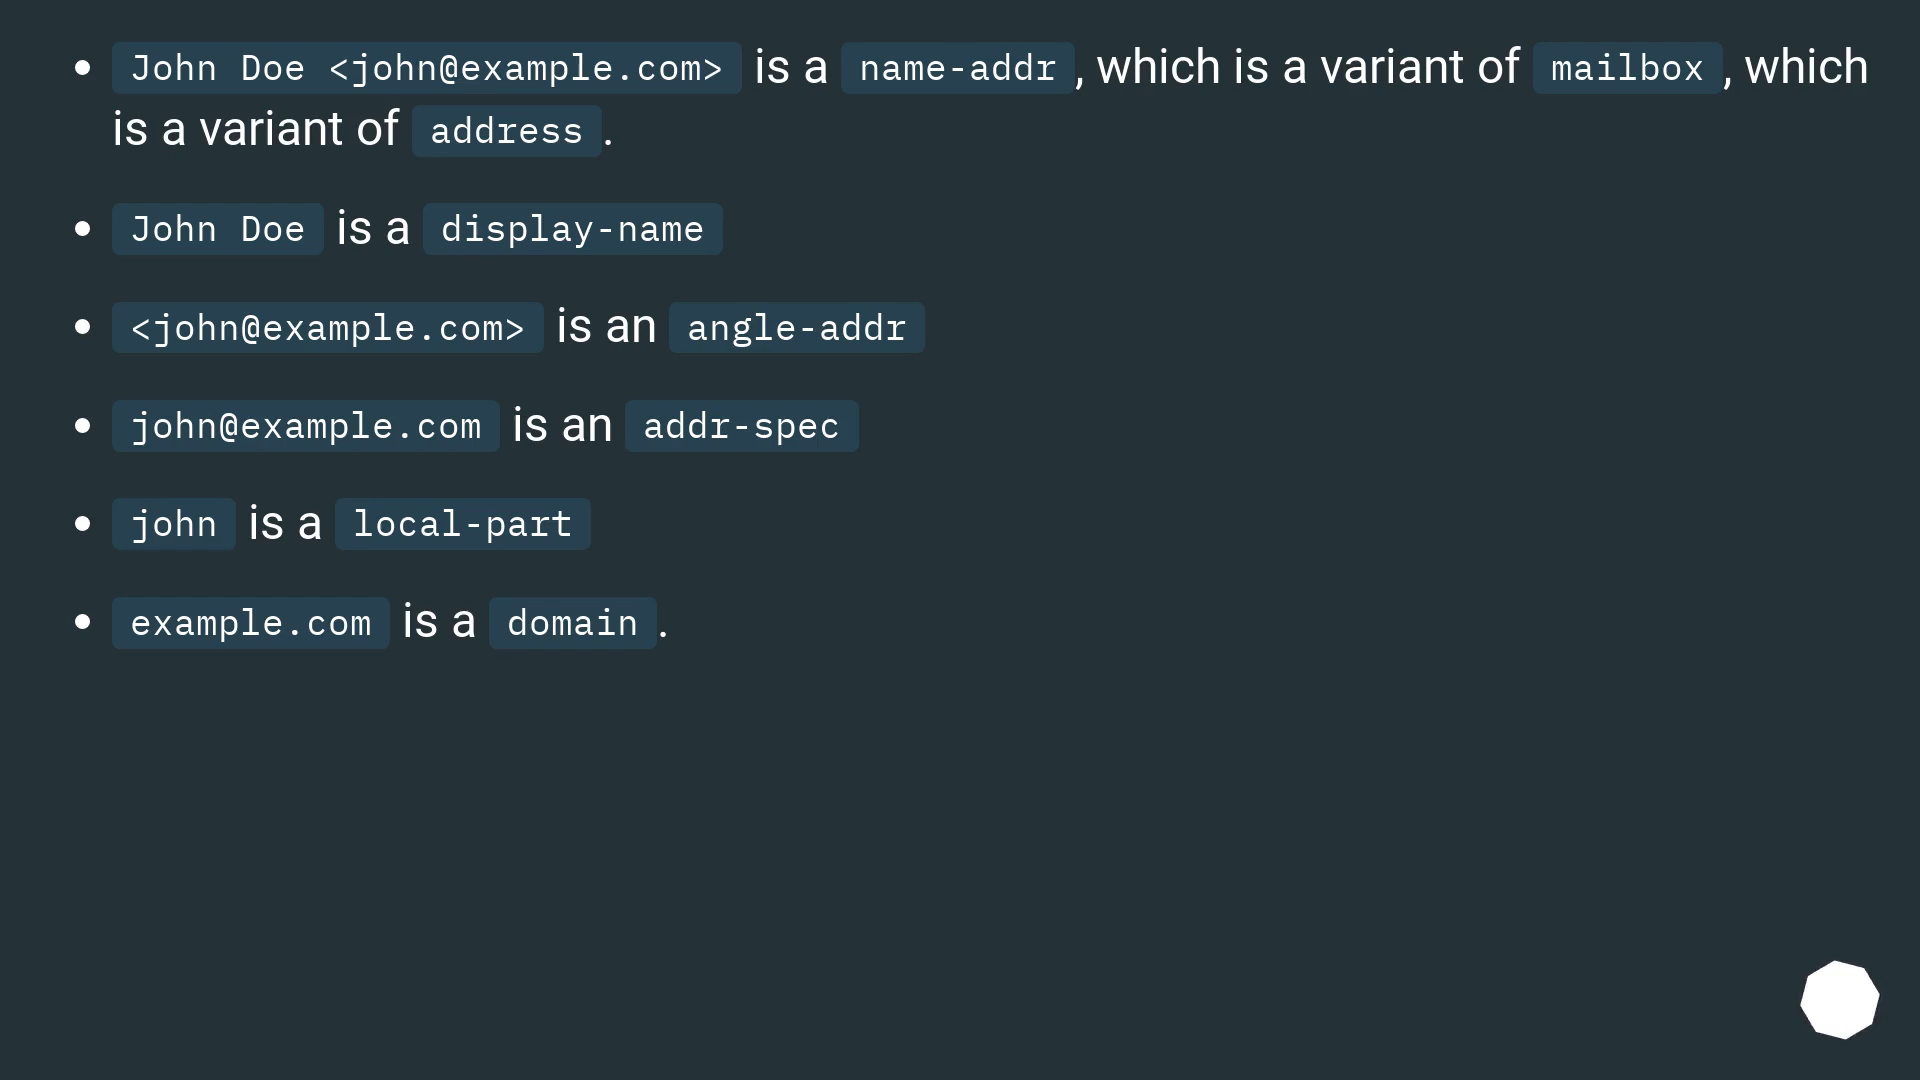 • John Doe <john@example.com> is a name-addr, which is a variant of mailbox, which
is a variant of address.
• John Doe is a display-name
• <john@example.com> is an angle-addr
• john@example.com is an addr-spec
• john is a local-part
• example.com is a domain.